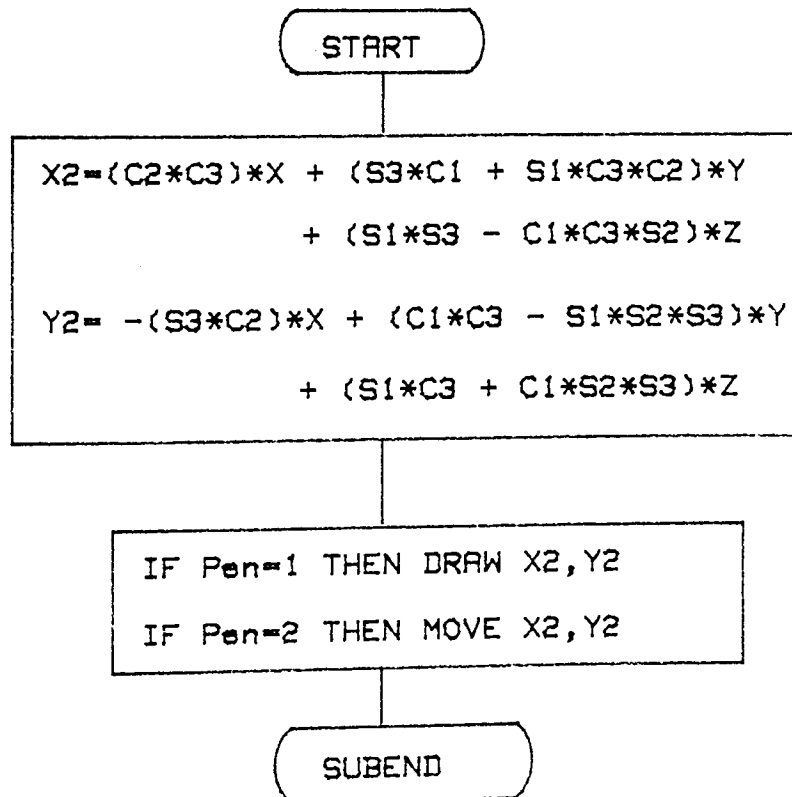 START
X2=(C2*C3)*X + (S3*C1 + S1*C3*C2)*Y
+ (S1*S3 - C1*C3*S2)*Z
Y2= -(S3*C2)*X + (C1*C3 - S1*S2*S3)*Y
+ (S1*C3 + C1*S2*S3)*Z
IF Pen=1 THEN DRAW X2,Y2
IF Pen=2 THEN MOVE X2,Y2
SUBEND